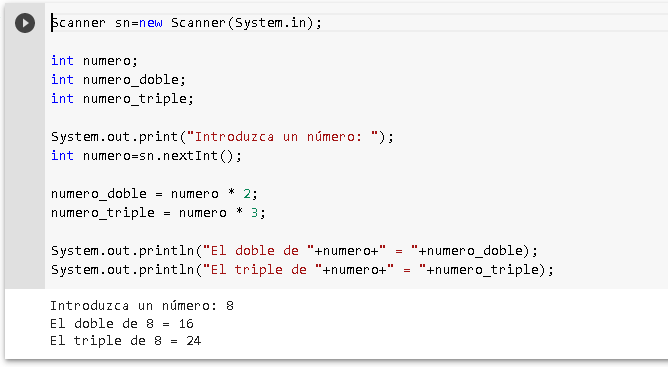 Scanner sn=new Scanner(System.in);
int numero;
int numero_doble;
int numero_triple;
System.out.print("Introduzca un número: ");
int numero=sn.nextInt();
numero_doble = numero * 2;
numero_triple = numero * 3;
System.out.println("El doble de "+numero+" = "+numero_doble);
System.out.println("El triple de "+numero+" = "+numero_triple);
Introduzca un número: 8
El doble de 8 = 16
El triple de 8 = 24